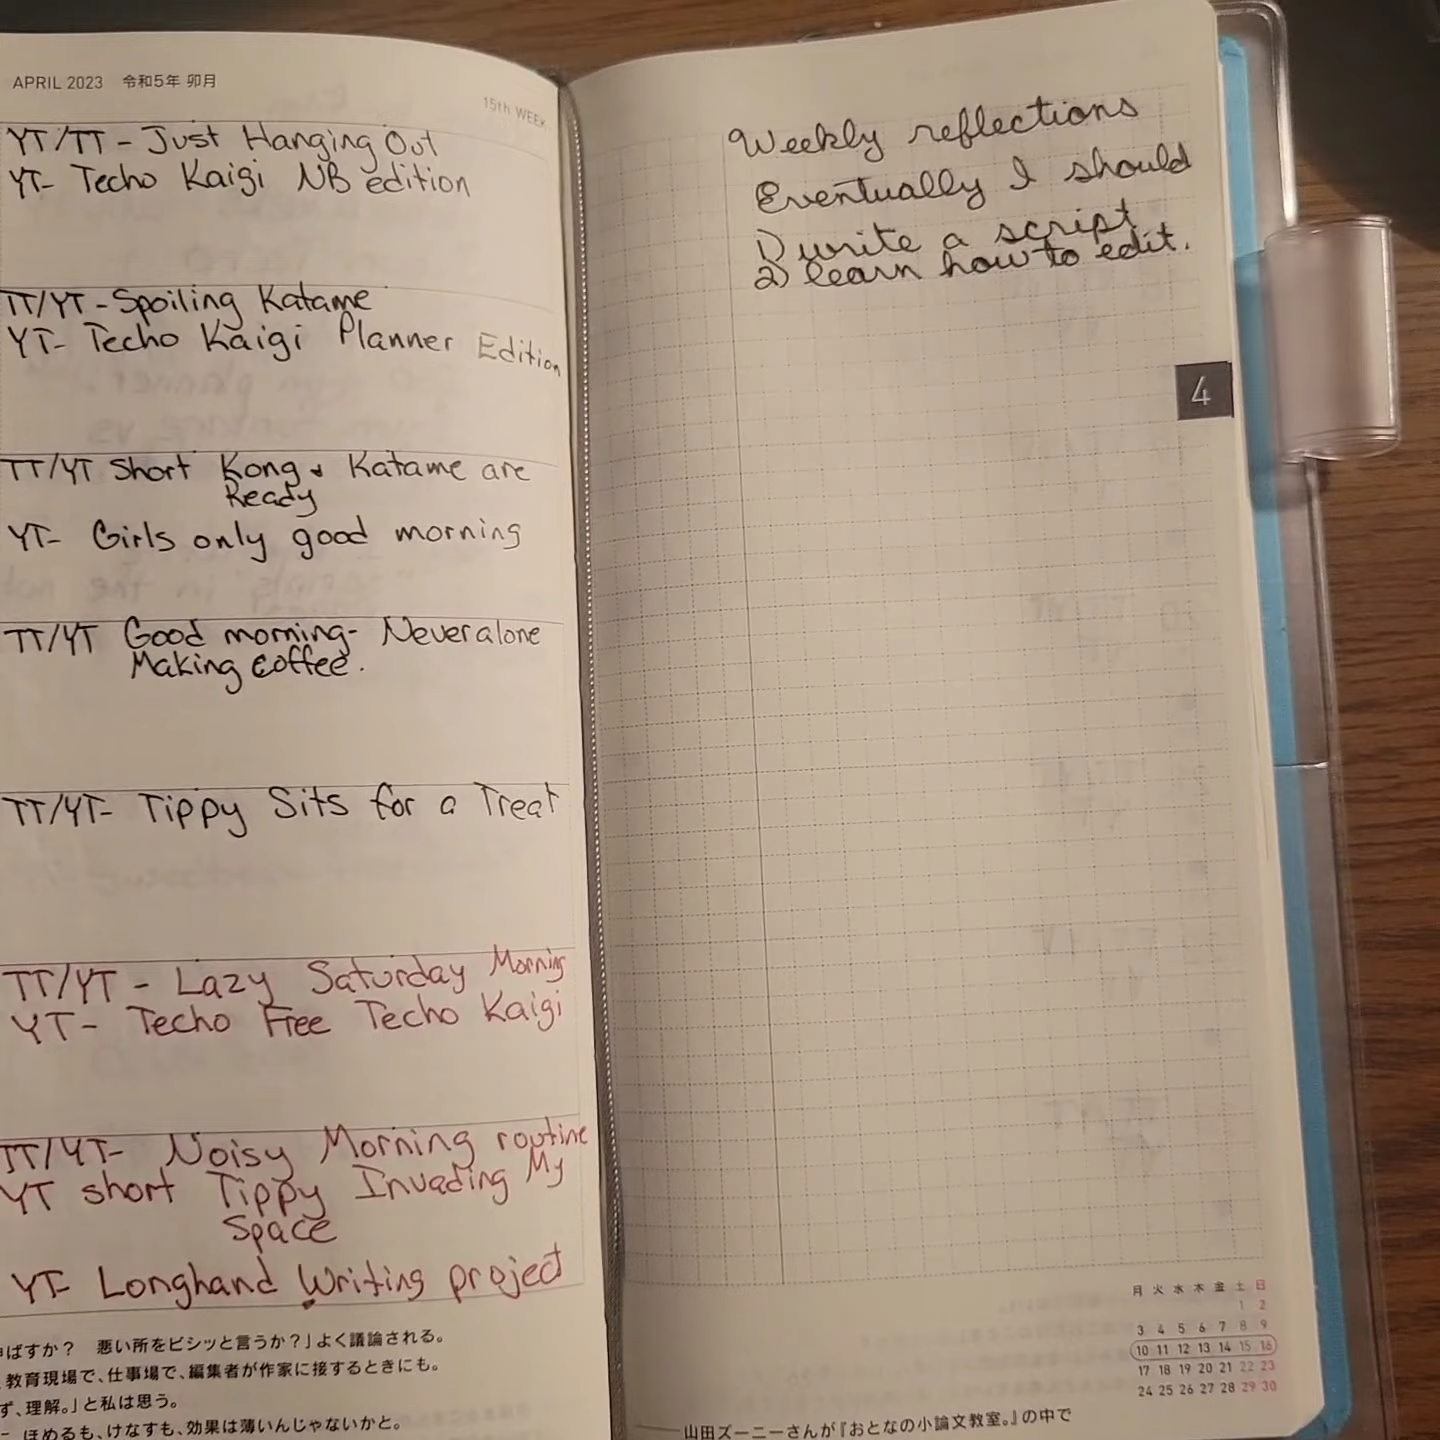 APRIL 2023 令和5年 卯月
15th WEEK
YT/TT - Just Hanging Out
YT- Techo Kaigi NB edition
TT/YT - Spoiling Katame
YT- Techo Kaigi Planner Edition
TT/YT Short Kong & Katame are
Ready
YT- Girls only good morning
TT/YT Good morning- Never alone
Making coffee.
TT/YT- Tippy Sits for a Treat
TT/YT - Lazy Saturday Morning
YT- Techo Free Techo Kaigi
TT/YT- Noisy Morning routine
YT short Tippy Invading My
Space
YT- Longhand Writing project
ばすか? 悪い所をビシッと言うか?」よく議論される。
教育現場で、仕事場で、編集者が作家に接するときにも。
ず、理解。」と私は思う。
ほめるも、けなすも、効果は薄いんじゃないかと。
Weekly reflections
Eventually I should
1) write a script
2) learn how to edit.
4
月 火 水 木 金 土 日
1 2
3 4 5 6 7 8 9
10 11 12 13 14 15 16
17 18 19 20 21 22 23
24 25 26 27 28 29 30
山田ズーニーさんが『おとなの小論文教室。』の中で